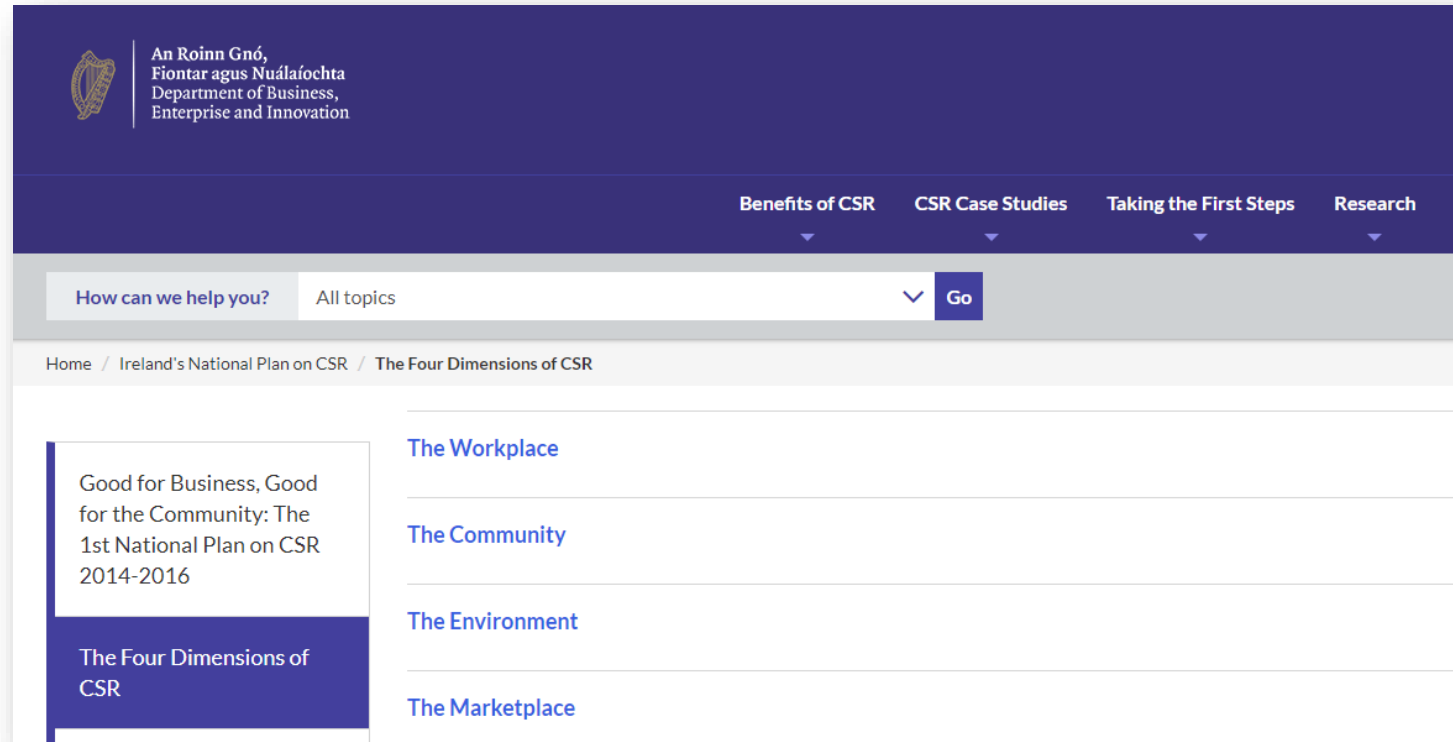 An Roinn Gnó,
Fiontar agus Nuálaíochta
Department of Business,
Enterprise and Innovation
Benefits of CSR
CSR Case Studies
Taking the First Steps
Research
How can we help you?
All topics
Go
Home / Ireland's National Plan on CSR / The Four Dimensions of CSR
Good for Business, Good
for the Community: The
1st National Plan on CSR
2014-2016
The Four Dimensions of
CSR
The Workplace
The Community
The Environment
The Marketplace